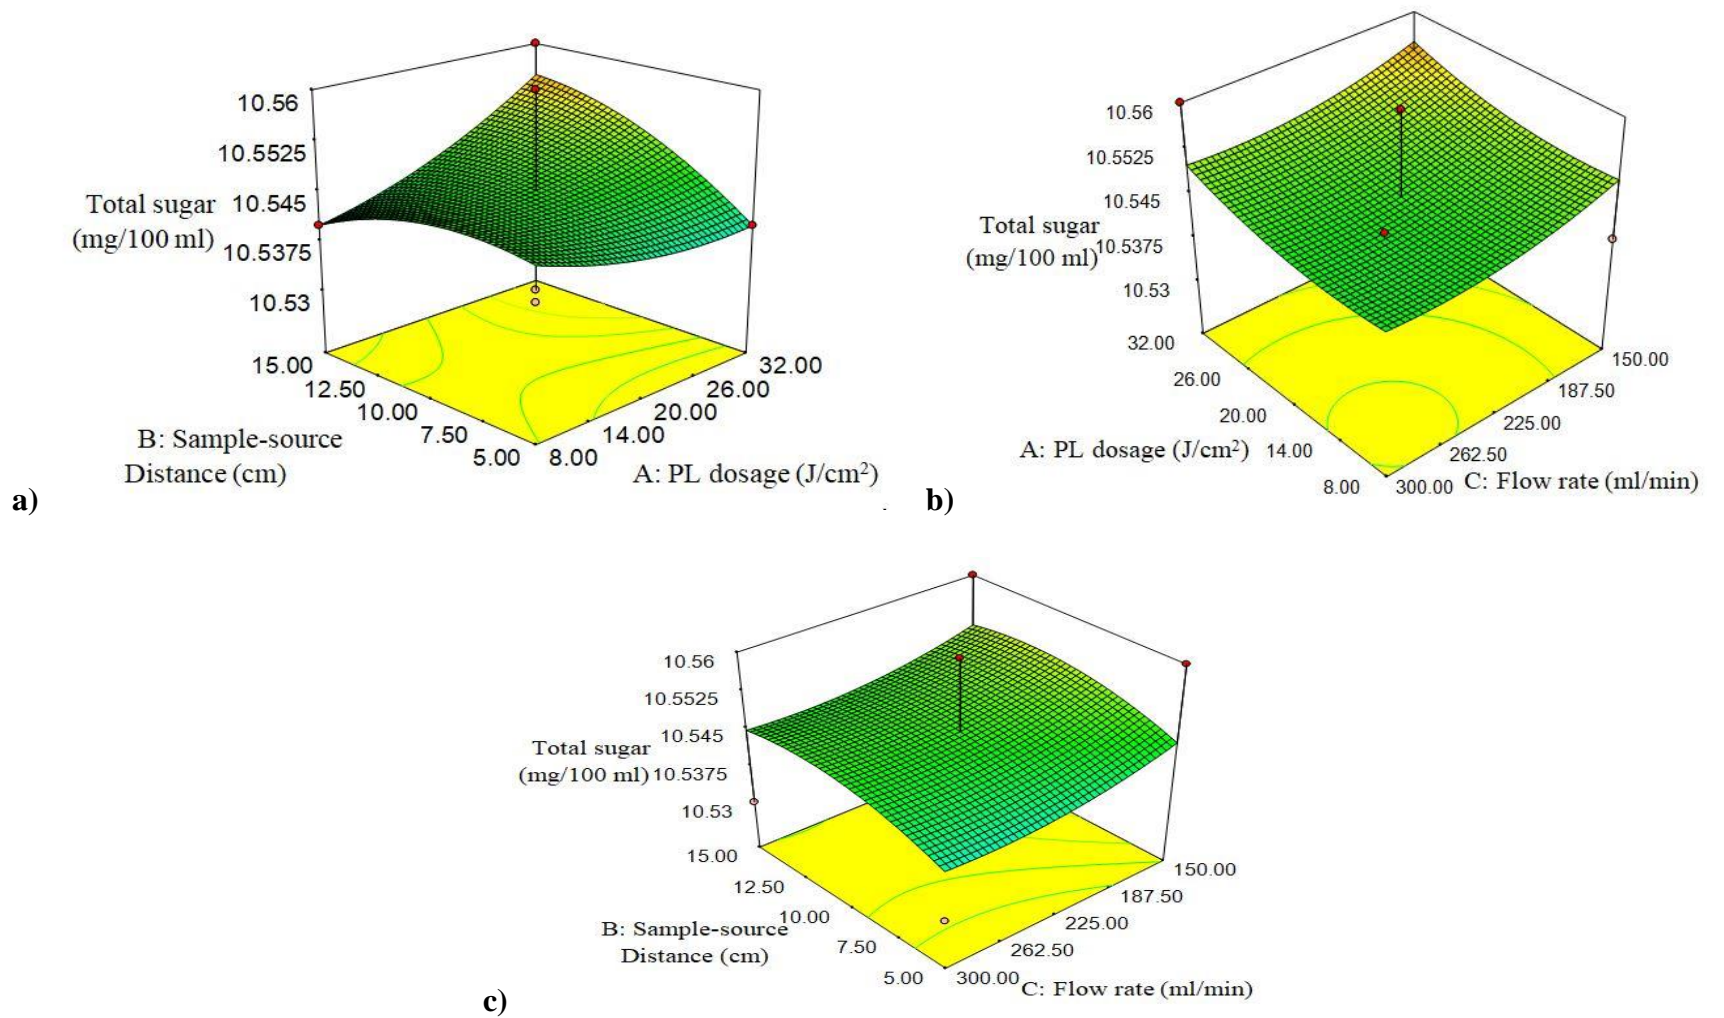 10.56
10.5525
10.545
10.5375
10.53
Total sugar
(mg/100 ml)
15.00
12.50
10.00
7.50
5.00
8.00
14.00
20.00
26.00
32.00
B: Sample-source
Distance (cm)
A: PL dosage (J/cm²)
a)
10.56
10.5525
10.545
10.5375
10.53
Total sugar
(mg/100 ml)
32.00
26.00
20.00
14.00
8.00
300.00
262.50
225.00
187.50
150.00
A: PL dosage (J/cm²)
C: Flow rate (ml/min)
b)
10.56
10.5525
10.545
10.5375
10.53
Total sugar
(mg/100 ml)
15.00
12.50
10.00
7.50
5.00
300.00
262.50
225.00
187.50
150.00
B: Sample-source
Distance (cm)
C: Flow rate (ml/min)
c)